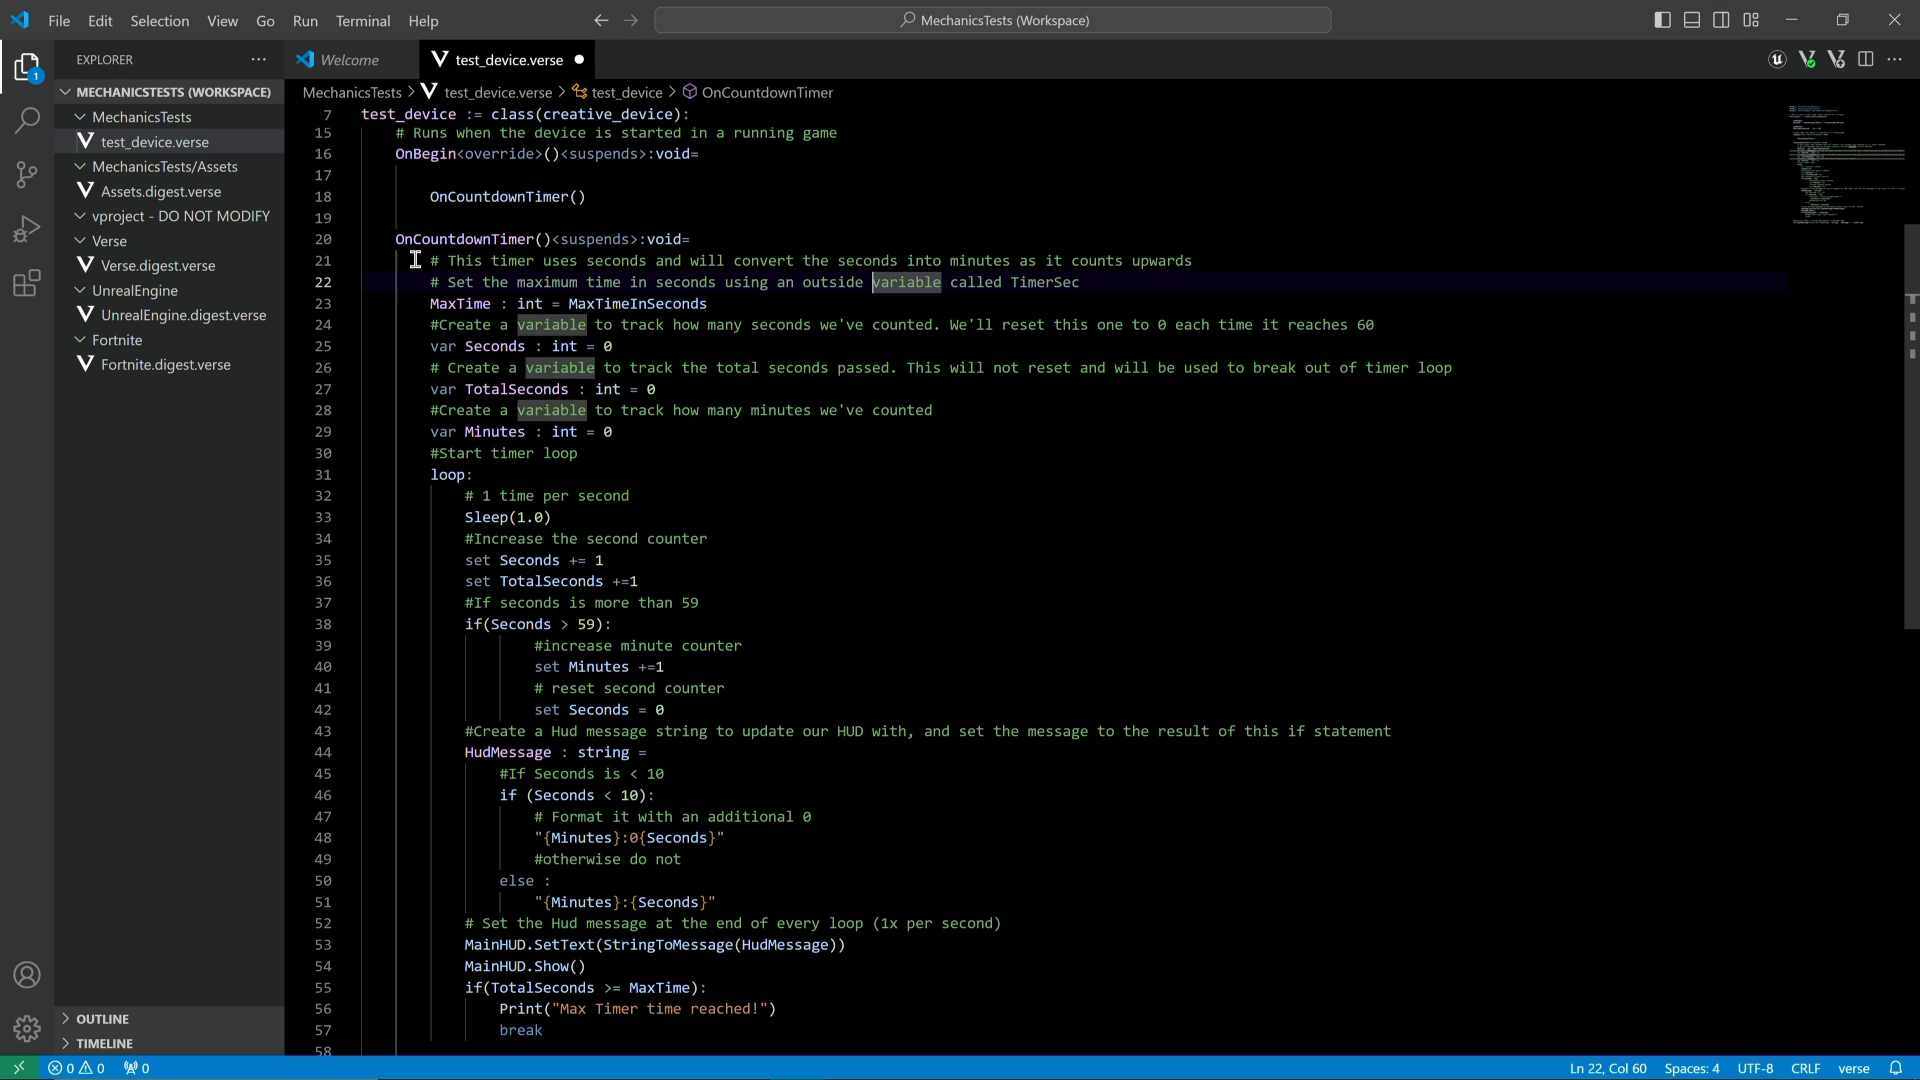 File Edit Selection View Go Run Terminal Help
MechanicsTests (Workspace)
EXPLORER
Welcome
test_device.verse
MECHANICSTESTS (WORKSPACE)
MechanicsTests
test_device.verse
MechanicsTests/Assets
Assets.digest.verse
vproject - DO NOT MODIFY
Verse
Verse.digest.verse
UnrealEngine
UnrealEngine.digest.verse
Fortnite
Fortnite.digest.verse
OUTLINE
TIMELINE
MechanicsTests > test_device.verse > test_device > OnCountdownTimer
7 test_device := class(creative_device):
15 # Runs when the device is started in a running game
16 OnBegin<override>()<suspends>:void=
17
18 OnCountdownTimer()
19
20 OnCountdownTimer()<suspends>:void=
21 # This timer uses seconds and will convert the seconds into minutes as it counts upwards
22 # Set the maximum time in seconds using an outside variable called TimerSec
23 MaxTime : int = MaxTimeInSeconds
24 #Create a variable to track how many seconds we've counted. We'll reset this one to 0 each time it reaches 60
25 var Seconds : int = 0
26 # Create a variable to track the total seconds passed. This will not reset and will be used to break out of timer loop
27 var TotalSeconds : int = 0
28 #Create a variable to track how many minutes we've counted
29 var Minutes : int = 0
30 #Start timer loop
31 loop:
32 # 1 time per second
33 Sleep(1.0)
34 #Increase the second counter
35 set Seconds += 1
36 set TotalSeconds +=1
37 #If seconds is more than 59
38 if(Seconds > 59):
39 #increase minute counter
40 set Minutes +=1
41 # reset second counter
42 set Seconds = 0
43 #Create a Hud message string to update our HUD with, and set the message to the result of this if statement
44 HudMessage : string =
45 #If Seconds is < 10
46 if (Seconds < 10):
47 # Format it with an additional 0
48 "{Minutes}:0{Seconds}"
49 #otherwise do not
50 else :
51 "{Minutes}:{Seconds}"
52 # Set the Hud message at the end of every loop (1x per second)
53 MainHUD.SetText(StringToMessage(HudMessage))
54 MainHUD.Show()
55 if(TotalSeconds >= MaxTime):
56 Print("Max Timer time reached!")
57 break
58
0 0 0
Ln 22, Col 60 Spaces: 4 UTF-8 CRLF verse